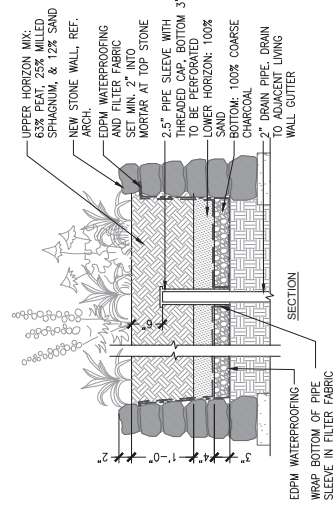 UPPER HORIZON MIX:
63% PEAT, 25% MILLED
SPHAGNUM, & 12% SAND
NEW STONE WALL, REF.
ARCH.
EDPM WATERPROOFING
AND FILTER FABRIC
SET MIN. 2" INTO
MORTAR AT TOP STONE
2.5" PIPE SLEEVE WITH
THREADED CAP, BOTTOM 3"
TO BE PERFORATED
LOWER HORIZON: 100%
SAND
BOTTOM: 100% COARSE
CHARCOAL
2" DRAIN PIPE, DRAIN
TO ADJACENT LIVING
WALL GUTTER
6"
2"
1'-0"
4"
3"
SECTION
EDPM WATERPROOFING
WRAP BOTTOM OF PIPE
SLEEVE IN FILTER FABRIC